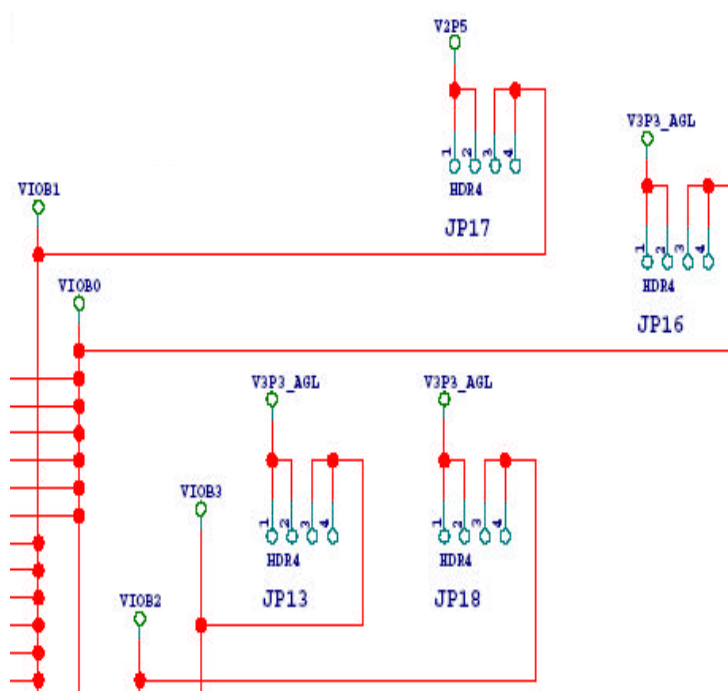 V2P5
1 2 3 4
HDR4
JP17
V3P3_AGL
1 2 3 4
HDR4
JP16
VIOB1
VIOB0
V3P3_AGL
1 2 3 4
HDR4
JP13
V3P3_AGL
1 2 3 4
HDR4
JP18
VIOB3
VIOB2